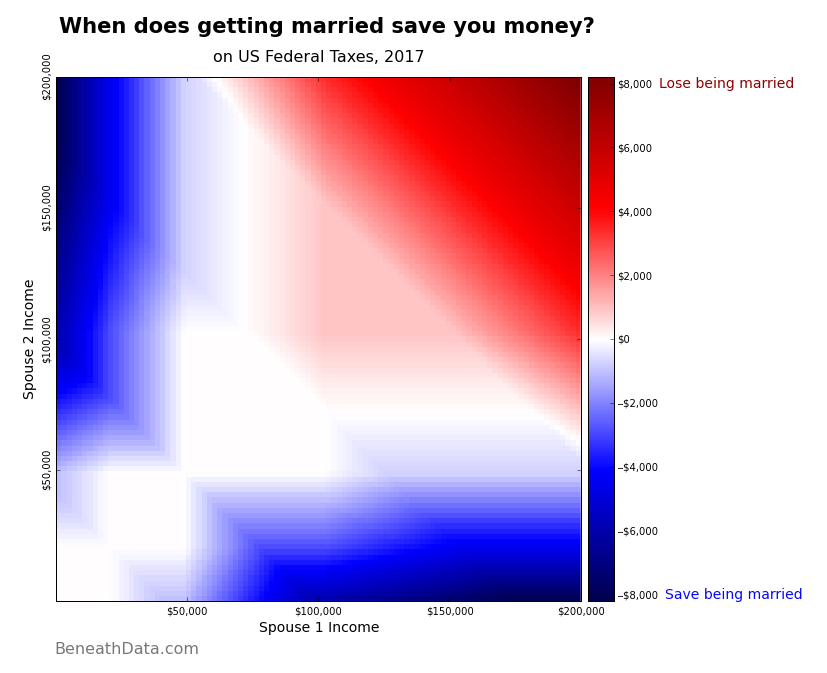 When does getting married save you money?
on US Federal Taxes, 2017
$200,000
$150,000
$100,000
$50,000
Spouse 2 Income
$50,000
$100,000
$150,000
$200,000
Spouse 1 Income
$8,000
$6,000
$4,000
$2,000
$0
−$2,000
−$4,000
−$6,000
−$8,000
Lose being married
Save being married
BeneathData.com